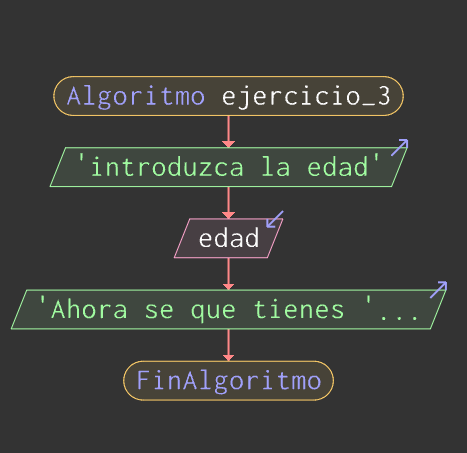 Algoritmo ejercicio_3
'introduzca la edad'
edad
'Ahora se que tienes '...
FinAlgoritmo